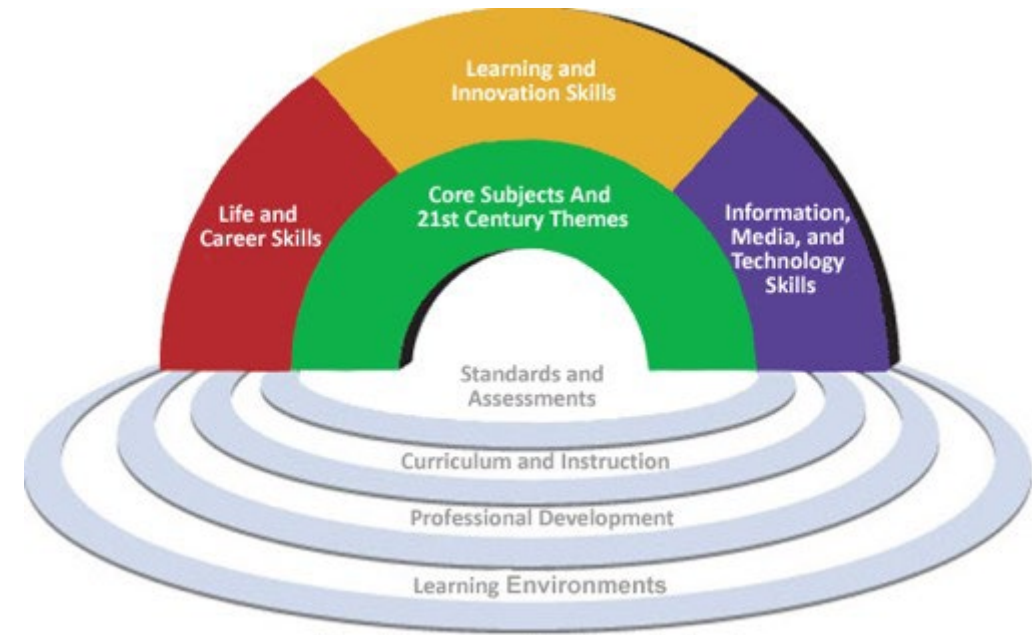 Learning and
Innovation Skills
Core Subjects And
21st Century Themes
Life and
Career Skills
Information,
Media, and
Technology
Skills
Standards and
Assessments
Curriculum and Instruction
Professional Development
Learning Environments